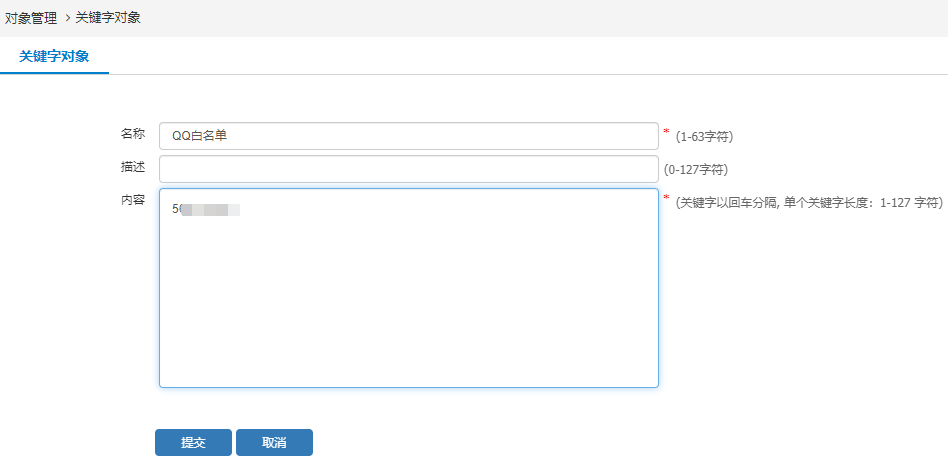 对象管理 > 关键字对象
关键字对象
名称 QQ白名单 * (1-63字符)
描述 (0-127字符)
内容 * (关键字以回车分�, 单个关键字长度：1-127 字符)
5
提交 取消